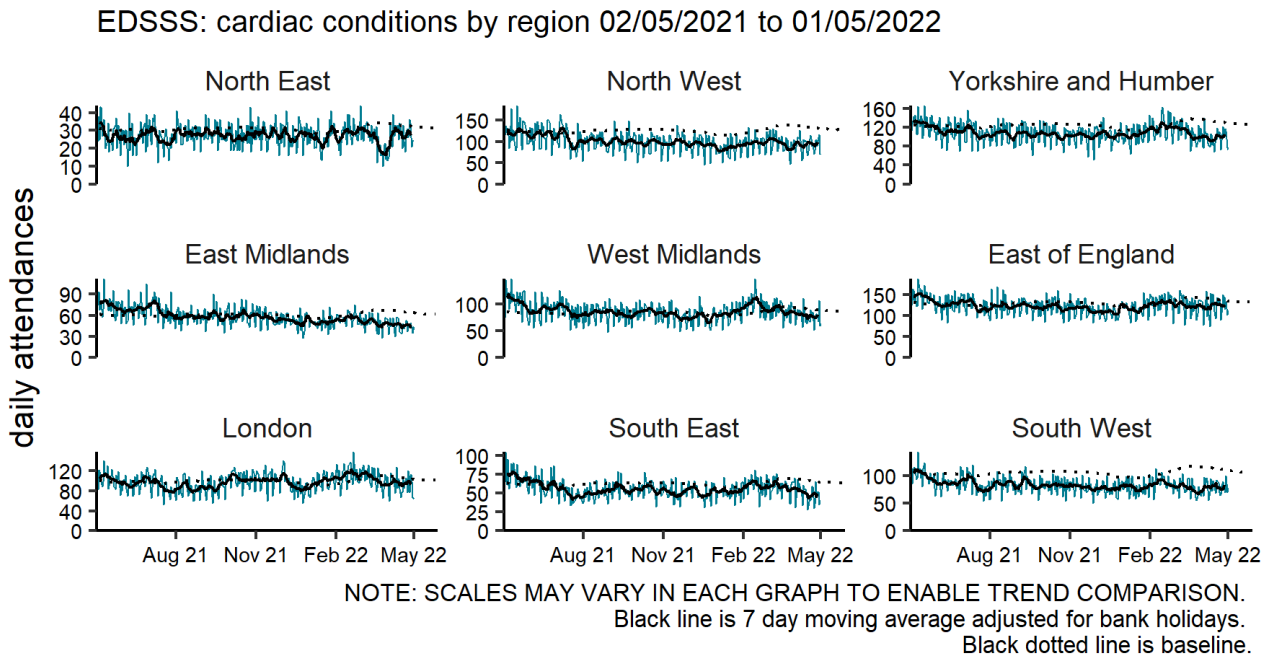 EDSSS: cardiac conditions by region 02/05/2021 to 01/05/2022
daily attendances
North East
40
30
20
10
0
North West
150
100
50
0
Yorkshire and Humber
160
120
80
40
0
East Midlands
90
60
30
0
West Midlands
100
50
0
East of England
150
100
50
0
London
120
80
40
0
South East
100
75
50
25
0
South West
100
50
0
Aug 21 Nov 21 Feb 22 May 22
Aug 21 Nov 21 Feb 22 May 22
Aug 21 Nov 21 Feb 22 May 22
NOTE: SCALES MAY VARY IN EACH GRAPH TO ENABLE TREND COMPARISON.
Black line is 7 day moving average adjusted for bank holidays.
Black dotted line is baseline.